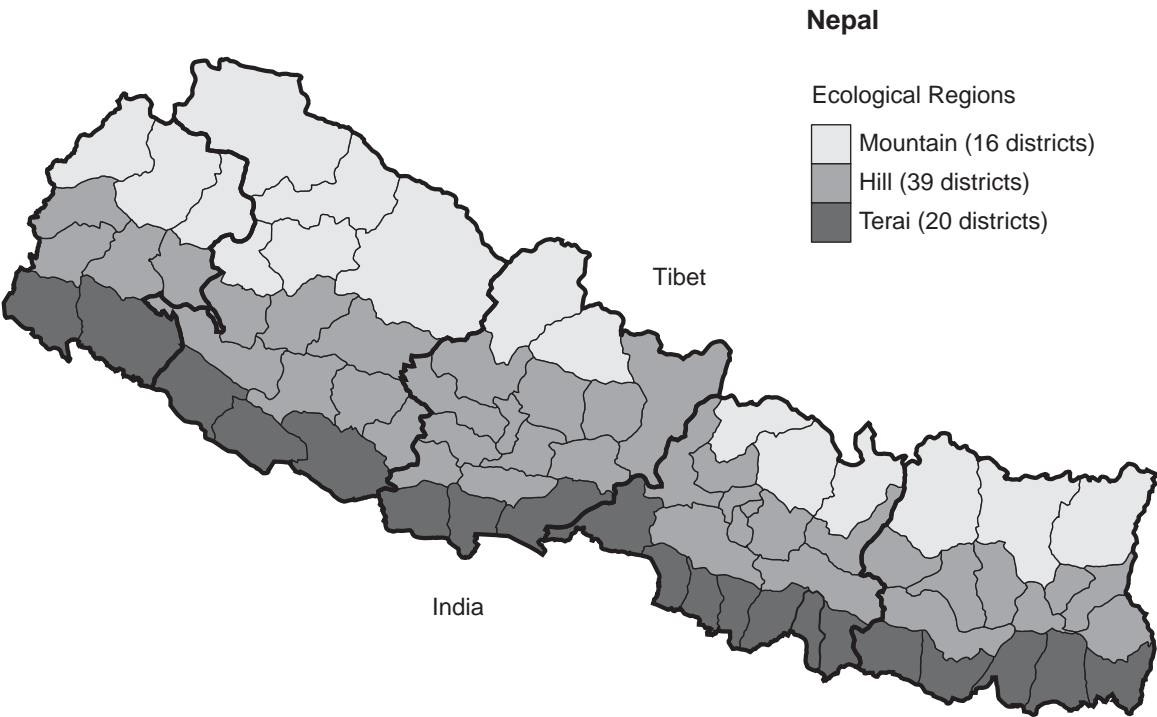 Nepal
Ecological Regions
Mountain (16 districts)
Hill (39 districts)
Terai (20 districts)
Tibet
India